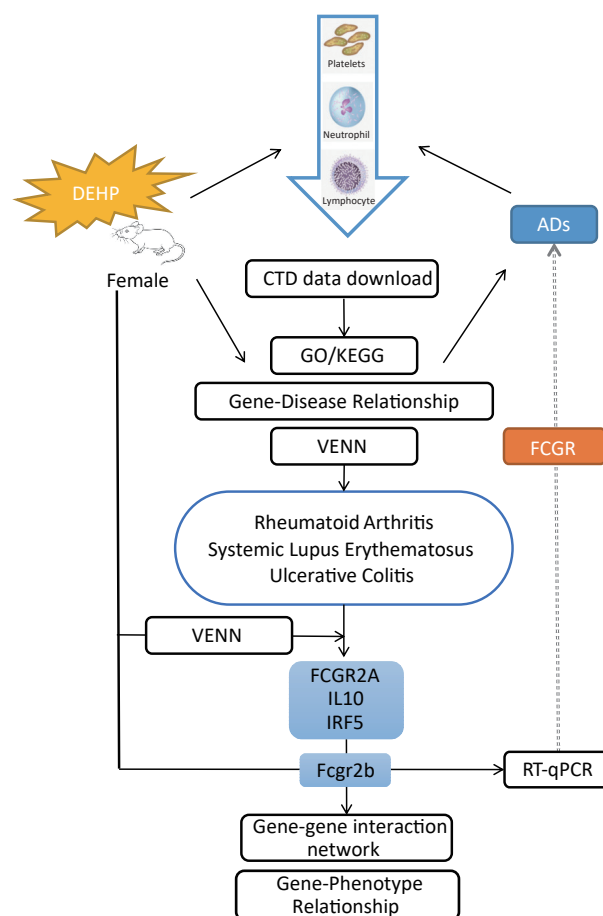 Platelets
Neutrophil
Lymphocyte
DEHP
Female
ADs
CTD data download
GO/KEGG
Gene-Disease Relationship
VENN
FCGR
Rheumatoid Arthritis
Systemic Lupus Erythematosus
Ulcerative Colitis
VENN
FCGR2A
IL10
IRF5
Fcgr2b
RT-qPCR
Gene-gene interaction
network
Gene-Phenotype
Relationship